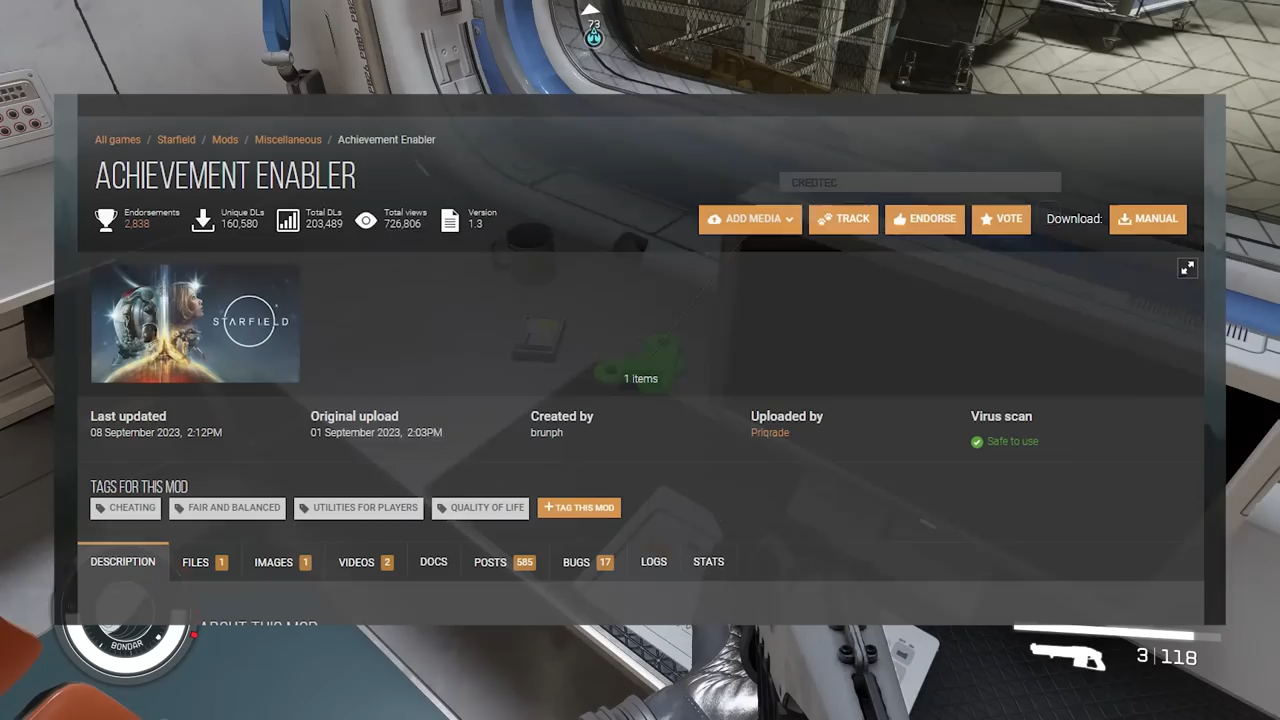 73
All games / Starfield / Mods / Miscellaneous / Achievement Enabler
ACHIEVEMENT ENABLER
CREDTEC
Endorsements
2,838
Unique DLs
160,580
Total DLs
203,489
Total views
726,806
Version
1.3
ADD MEDIA
TRACK
ENDORSE
VOTE
Download:
MANUAL
STARFIELD
1 items
Last updated
08 September 2023, 2:12PM
Original upload
01 September 2023, 2:03PM
Created by
brunph
Uploaded by
Prigrade
Virus scan
Safe to use
TAGS FOR THIS MOD
CHEATING
FAIR AND BALANCED
UTILITIES FOR PLAYERS
QUALITY OF LIFE
+ TAG THIS MOD
DESCRIPTION
FILES 1
IMAGES 1
VIDEOS 2
DOCS
POSTS 585
BUGS 17
LOGS
STATS
ABOUT THIS MOD
BONDAR
3|118